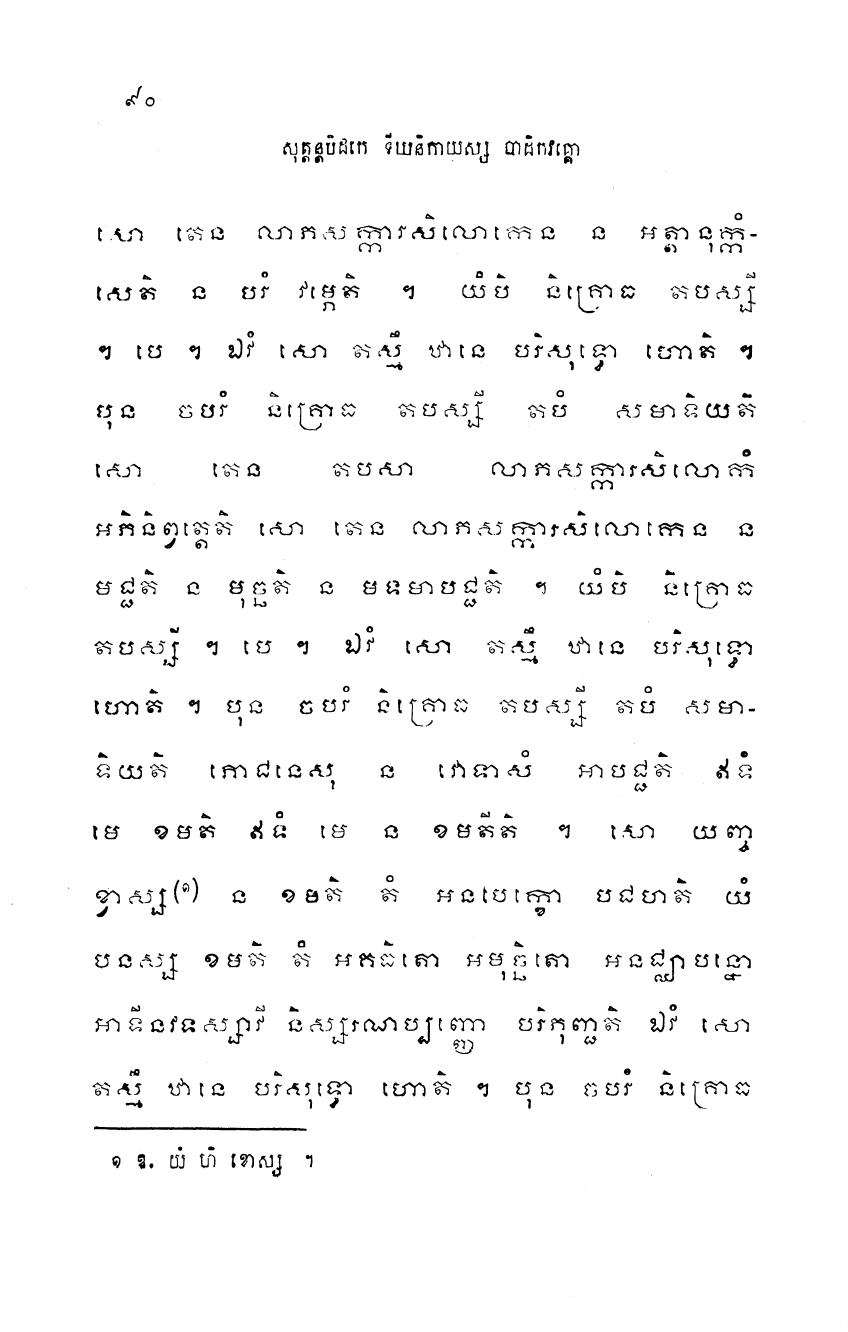 ៩០
សុត្តន្តបិដកេ ទីឃនិកាយស្ស បាដិកវគ្គោ
សោ តេន លាភសក្ការសិលោកេន ន អត្តានុក្កំ-
សេតិ ន បរំ វម្ភេតិ ។ យំបិ និគ្រោធ តបស្សី
។ បេ ។ ឯវំ សោ តស្មឹ ឋានេ បរិសុទ្ធោ ហោតិ ។
បុន ចបរំ និគ្រោធ តបស្សី តបំ សមាទិយតិ
សោ តេន តបសា លាភសក្ការសិលោកំ
អភិនិព្វត្តេតិ សោ តេន លាភសក្ការសិលោកេន ន
មជ្ជតិ ន មុច្ឆតិ ន មទមាបជ្ជតិ ។ យំបិ និគ្រោធ
តបស្សី ។ បេ ។ ឯវំ សោ តស្មឹ ឋានេ បរិសុទ្ធោ
ហោតិ ។ បុន ចបរំ និគ្រោធ តបស្សី តបំ សមា-
ទិយតិ ភោជនេសុ ន វោទាសំ អាបជ្ជតិ ឥទំ
មេ ខមតិ ឥទំ មេ ន ខមតីតិ ។ សោ យញ្ច
ខ្វាស្ស(១) ន ខមតិ តំ អនបេក្ខោ បជហាតិ យំ
បនស្ស ខមតិ តំ អគធិតោ អមុច្ឆិតោ អនជ្ឈាបន្នោ
អាទីនវទស្សាវី និស្សរណប្បញ្ញោ បរិភុញ្ជតិ ឯវំ សោ
តស្មឹ ឋានេ បរិសុទ្ធោ ហោតិ ។ បុន ចបរំ និគ្រោធ
១ ឱ. យំ ហិ ខោស្ស ។